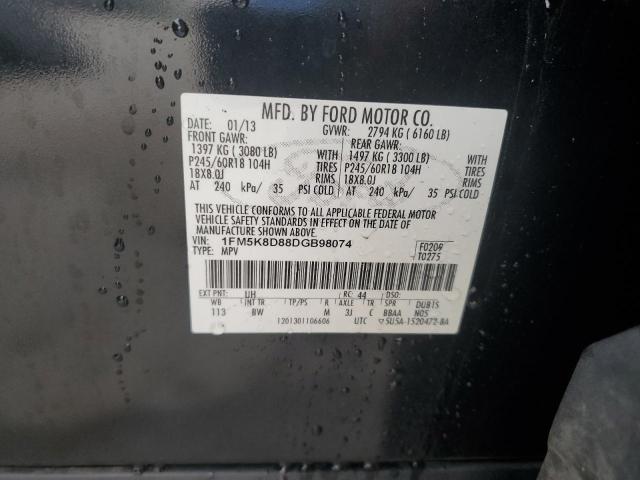 MFD. BY FORD MOTOR CO.
DATE: 01/13 GVWR: 2794 KG ( 6160 LB)
FRONT GAWR: REAR GAWR:
1397 KG ( 3080 LB) WITH 1497 KG ( 3300 LB) WITH
P245/60R18 104H TIRES P245/60R18 104H TIRES
18X8.0J RIMS 18X8.0J RIMS
AT 240 kPa/ 35 PSI COLD AT 240 kPa/ 35 PSI COLD
THIS VEHICLE CONFORMS TO ALL APPLICABLE FEDERAL MOTOR
VEHICLE SAFETY STANDARDS IN EFFECT ON THE DATE OF
MANUFACTURE SHOWN ABOVE.
VIN: 1FM5K8D88DGB98074 F0209
TYPE: MPV T0275
EXT PNT: UH RC: 44 DSO:
WB INT TR TP/PS R AXLE TR SPR DUBIS
113 BW M 3J C BBAA N05
1201301106606 UTC ▽5U5A-1520472-BA